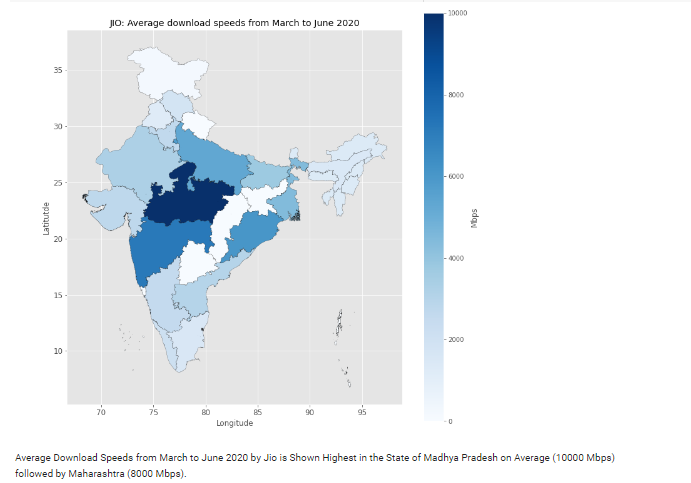 JIO: Average download speeds from March to June 2020
10000
8000
6000
4000
2000
0
Mbps
35
30
25
20
15
10
Latitutde
70 75 80 85 90 95
Longitude
Average Download Speeds from March to June 2020 by Jio is Shown Highest in the State of Madhya Pradesh on Average (10000 Mbps)
followed by Maharashtra (8000 Mbps).